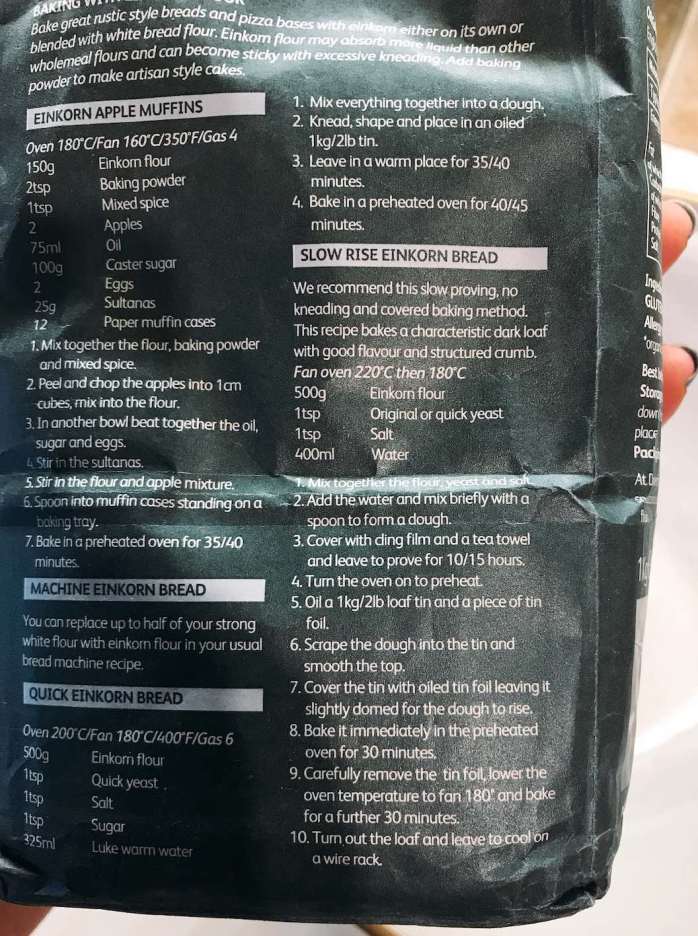 BAKING
Bake great rustic style breads and pizza bases with einkorn either on its own or
blended with white bread flour. Einkorn flour may absorb more liquid than other
wholemeal flours and can become sticky with excessive kneading. Add baking
powder to make artisan style cakes.
EINKORN APPLE MUFFINS
Oven 180°C/Fan 160°C/350°F/Gas 4
150g Einkorn flour
2tsp Baking powder
1tsp Mixed spice
2 Apples
75ml Oil
100g Caster sugar
2 Eggs
25g Sultanas
12 Paper muffin cases
1. Mix together the flour, baking powder
and mixed spice.
2. Peel and chop the apples into 1cm
cubes, mix into the flour.
3. In another bowl beat together the oil,
sugar and eggs.
4. Stir in the sultanas.
5. Stir in the flour and apple mixture.
6. Spoon into muffin cases standing on a
baking tray.
7. Bake in a preheated oven for 35/40
minutes.
MACHINE EINKORN BREAD
You can replace up to half of your strong
white flour with einkorn flour in your usual
bread machine recipe.
QUICK EINKORN BREAD
Oven 200°C/Fan 180°C/400°F/Gas 6
500g Einkorn flour
1tsp Quick yeast
1tsp Salt
1tsp Sugar
325ml Luke warm water
1. Mix everything together into a dough.
2. Knead, shape and place in an oiled
1kg/2lb tin.
3. Leave in a warm place for 35/40
minutes.
4. Bake in a preheated oven for 40/45
minutes.
SLOW RISE EINKORN BREAD
We recommend this slow proving, no
kneading and covered baking method.
This recipe bakes a characteristic dark loaf
with good flavour and structured crumb.
Fan oven 220°C then 180°C
500g Einkorn flour
1tsp Original or quick yeast
1tsp Salt
400ml Water
1. Mix together the flour, yeast and salt.
2. Add the water and mix briefly with a
spoon to form a dough.
3. Cover with cling film and a tea towel
and leave to prove for 10/15 hours.
4. Turn the oven on to preheat.
5. Oil a 1kg/2lb loaf tin and a piece of tin
foil.
6. Scrape the dough into the tin and
smooth the top.
7. Cover the tin with oiled tin foil leaving it
slightly domed for the dough to rise.
8. Bake it immediately in the preheated
oven for 30 minutes.
9. Carefully remove the tin foil, lower the
oven temperature to fan 180° and bake
for a further 30 minutes.
10. Turn out the loaf and leave to cool on
a wire rack.
Best
down
place
At